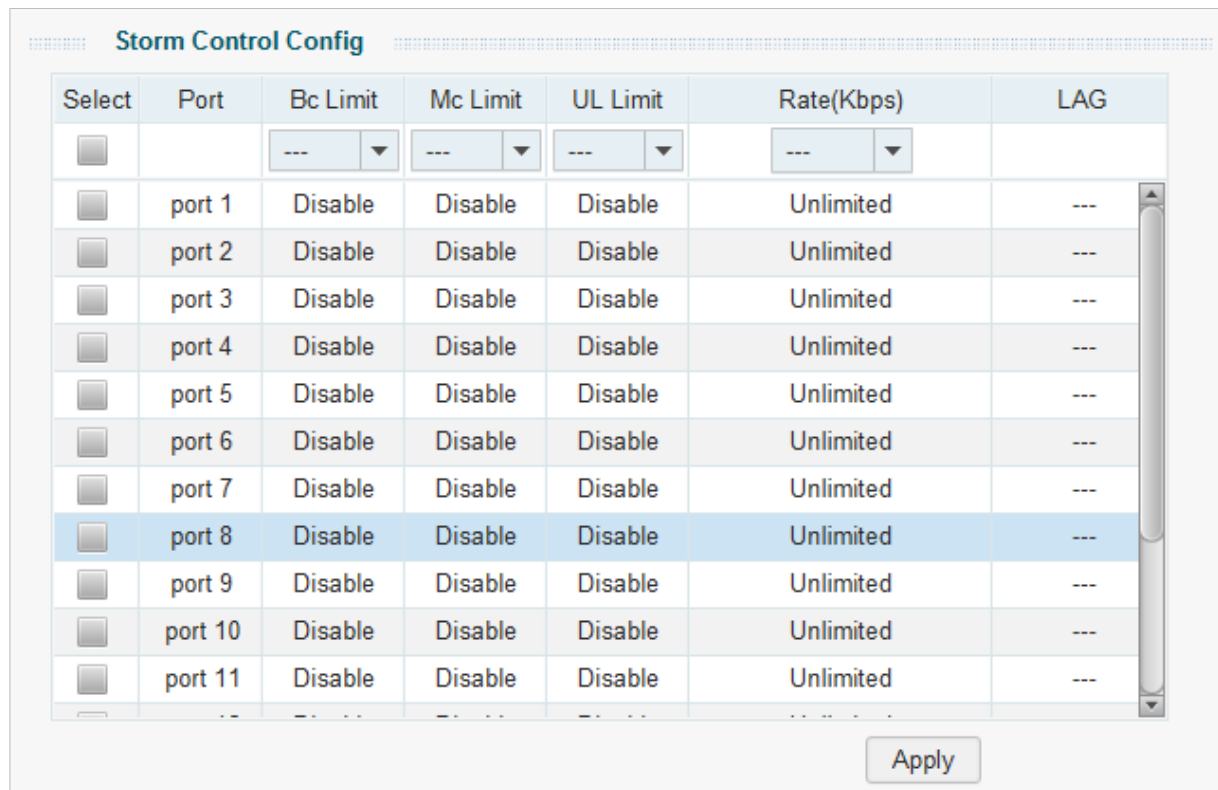 Storm Control Config
Select Port Bc Limit Mc Limit UL Limit Rate(Kbps) LAG
--- --- --- ---
port 1 Disable Disable Disable Unlimited ---
port 2 Disable Disable Disable Unlimited ---
port 3 Disable Disable Disable Unlimited ---
port 4 Disable Disable Disable Unlimited ---
port 5 Disable Disable Disable Unlimited ---
port 6 Disable Disable Disable Unlimited ---
port 7 Disable Disable Disable Unlimited ---
port 8 Disable Disable Disable Unlimited ---
port 9 Disable Disable Disable Unlimited ---
port 10 Disable Disable Disable Unlimited ---
port 11 Disable Disable Disable Unlimited ---
Apply